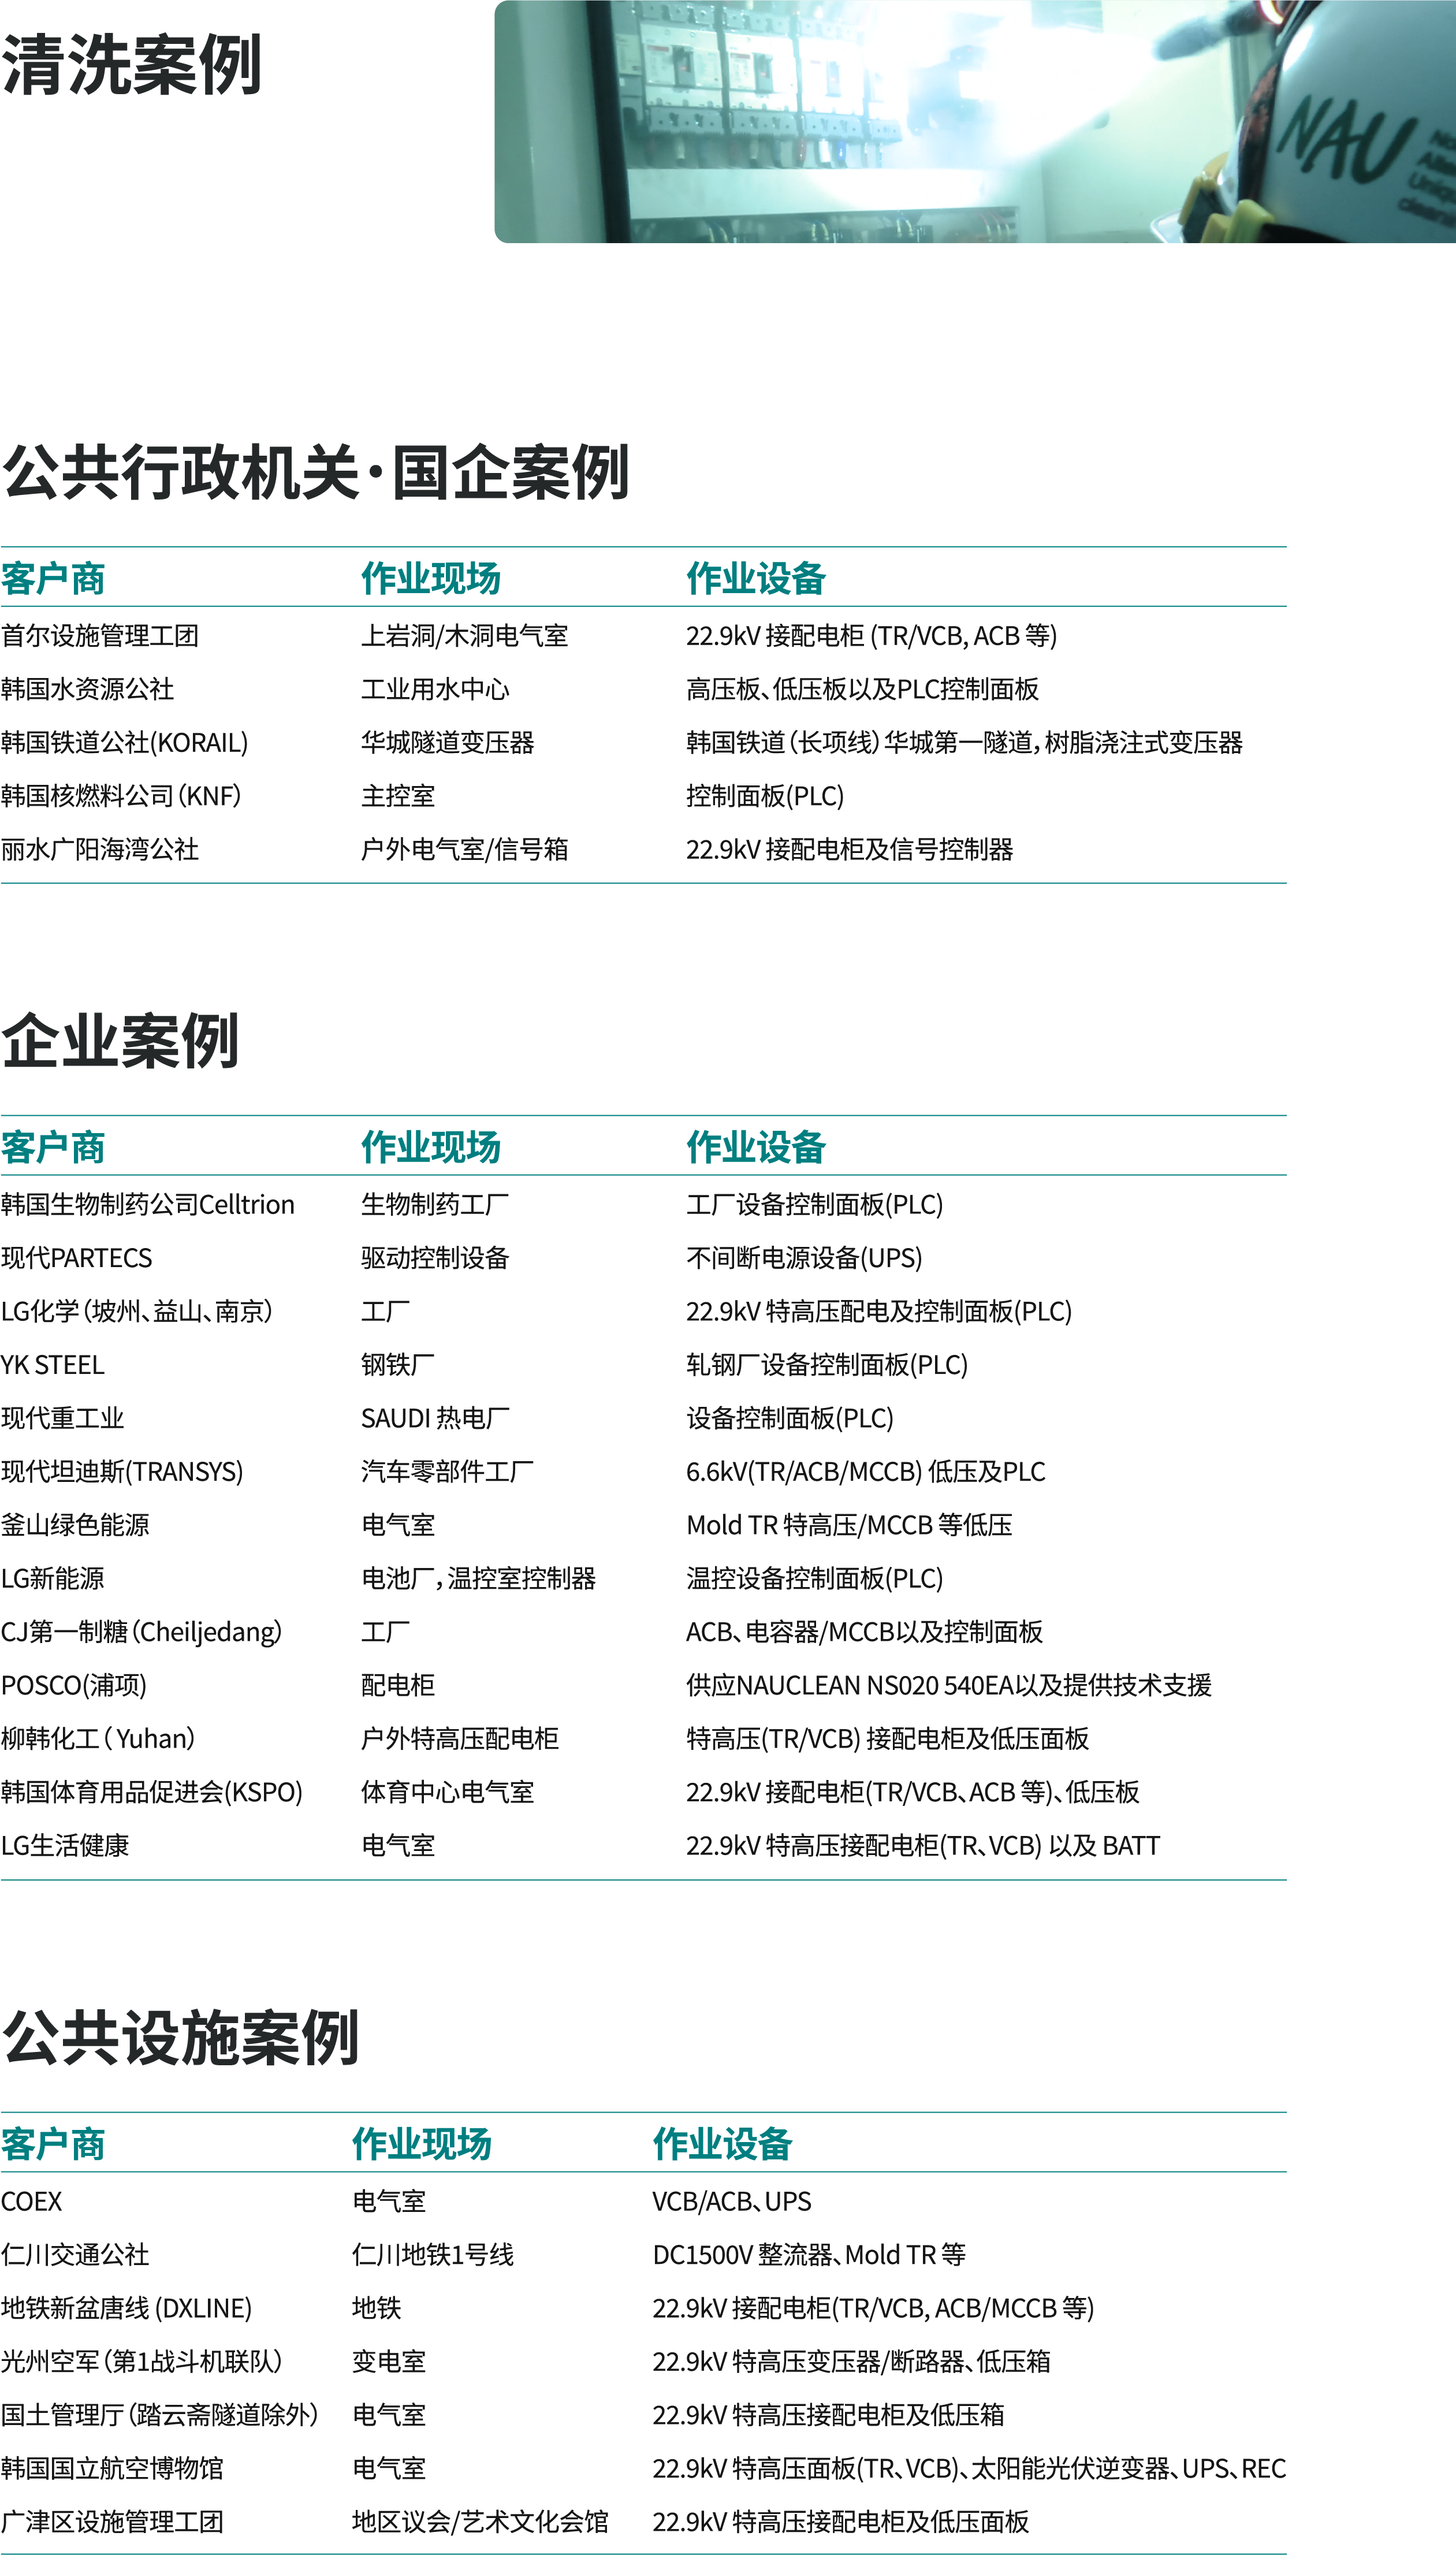 清洗案例
NAU
公共行政机关·国企案例
客户商 作业现场 作业设备
首尔设施管理工团 上岩洞/木洞电气室 22.9kV 接配电柜 (TR/VCB, ACB 等)
韩国水资源公社 工业用水中心 高压板、低压板以及PLC控制面板
韩国铁道公社(KORAIL) 华城隧道变压器 韩国铁道（长项线）华城第一隧道，树脂浇注式变压器
韩国核燃料公司（KNF） 主控室 控制面板(PLC)
丽水广阳海湾公社 户外电气室/信号箱 22.9kV 接配电柜及信号控制器
企业案例
客户商 作业现场 作业设备
韩国生物制药公司Celltrion 生物制药工厂 工厂设备控制面板(PLC)
现代PARTECS 驱动控制设备 不间断电源设备(UPS)
LG化学（坡州、益山、南京） 工厂 22.9kV 特高压配电及控制面板(PLC)
YK STEEL 钢铁厂 轧钢厂设备控制面板(PLC)
现代重工业 SAUDI 热电厂 设备控制面板(PLC)
现代坦迪斯(TRANSYS) 汽车零部件工厂 6.6kV(TR/ACB/MCCB) 低压及PLC
釜山绿色能源 电气室 Mold TR 特高压/MCCB 等低压
LG新能源 电池厂，温控室控制器 温控设备控制面板(PLC)
CJ第一制糖（Cheiljedang） 工厂 ACB、电容器/MCCB以及控制面板
POSCO(浦项) 配电柜 供应NAUCLEAN NS020 540EA以及提供技术支援
柳韩化工（ Yuhan） 户外特高压配电柜 特高压(TR/VCB) 接配电柜及低压面板
韩国体育用品促进会(KSPO) 体育中心电气室 22.9kV 接配电柜(TR/VCB、ACB 等)、低压板
LG生活健康 电气室 22.9kV 特高压接配电柜(TR、VCB) 以及 BATT
公共设施案例
客户商 作业现场 作业设备
COEX 电气室 VCB/ACB、UPS
仁川交通公社 仁川地铁1号线 DC1500V 整流器、Mold TR 等
地铁新盆唐线 (DXLINE) 地铁 22.9kV 接配电柜(TR/VCB, ACB/MCCB 等)
光州空军（第1战斗机联队） 变电室 22.9kV 特高压变压器/断路器、低压箱
国土管理厅（踏云斋隧道除外） 电气室 22.9kV 特高压接配电柜及低压箱
韩国国立航空博物馆 电气室 22.9kV 特高压面板(TR、VCB)、太阳能光伏逆变器、UPS、REC
广津区设施管理工团 地区议会/艺术文化会馆 22.9kV 特高压接配电柜及低压面板